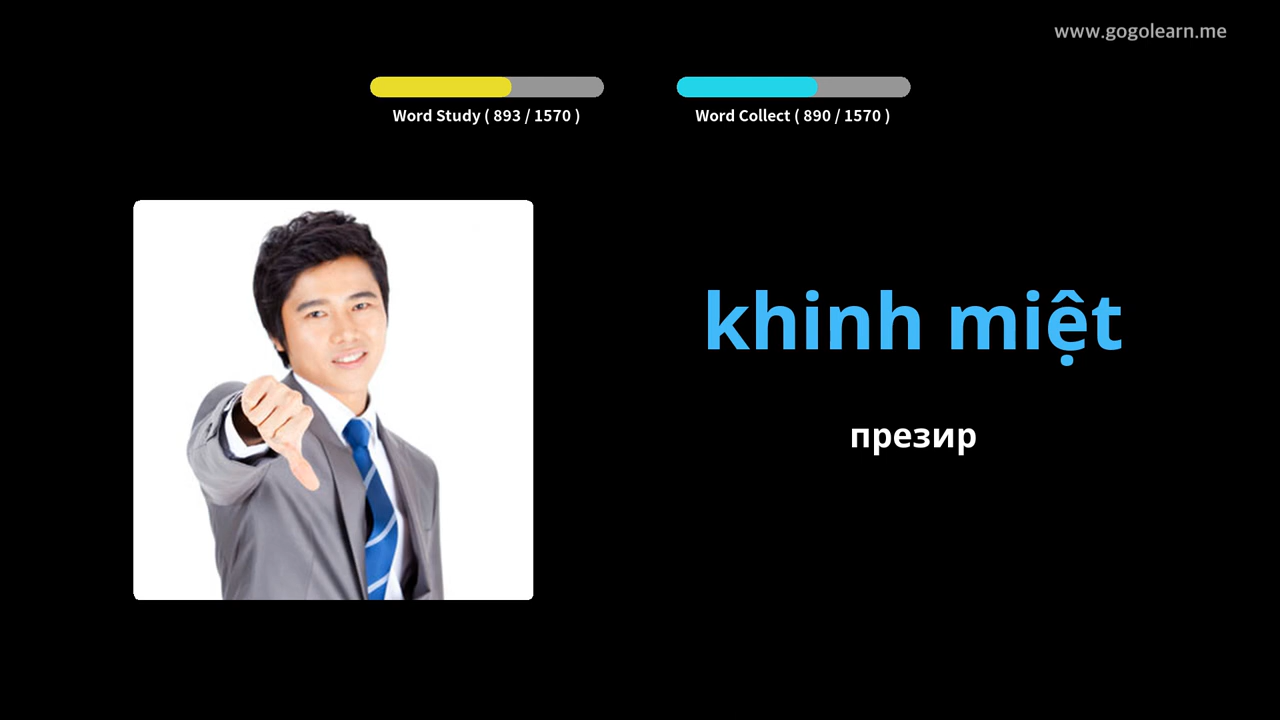 www.gogolearn.me
Word Study ( 893 / 1570 )
Word Collect ( 890 / 1570 )
khinh miệt
презир